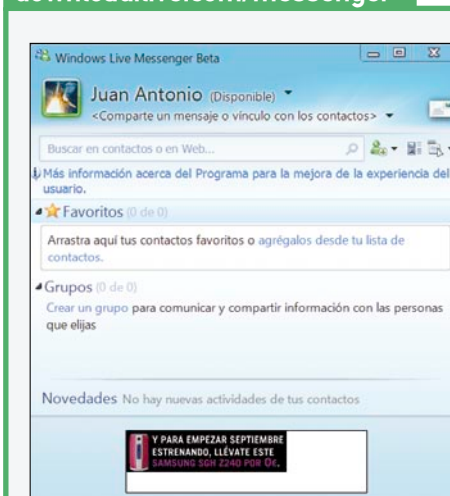 Windows Live Messenger Beta
Juan Antonio (Disponible)
<Comparte un mensaje o vínculo con los contactos>
Buscar en contactos o en Web...
Más información acerca del Programa para la mejora de la experiencia del
usuario.
Favoritos (0 de 0)
Arrastra aquí tus contactos favoritos o agrégalos desde tu lista de
contactos.
Grupos (0 de 0)
Crear un grupo para comunicar y compartir información con las personas
que elijas
Novedades No hay nuevas actividades de tus contactos
Y PARA EMPEZAR SEPTIEMBRE
ESTRENANDO, LLÉVATE ESTE
SAMSUNG SGH Z240 POR 0€.